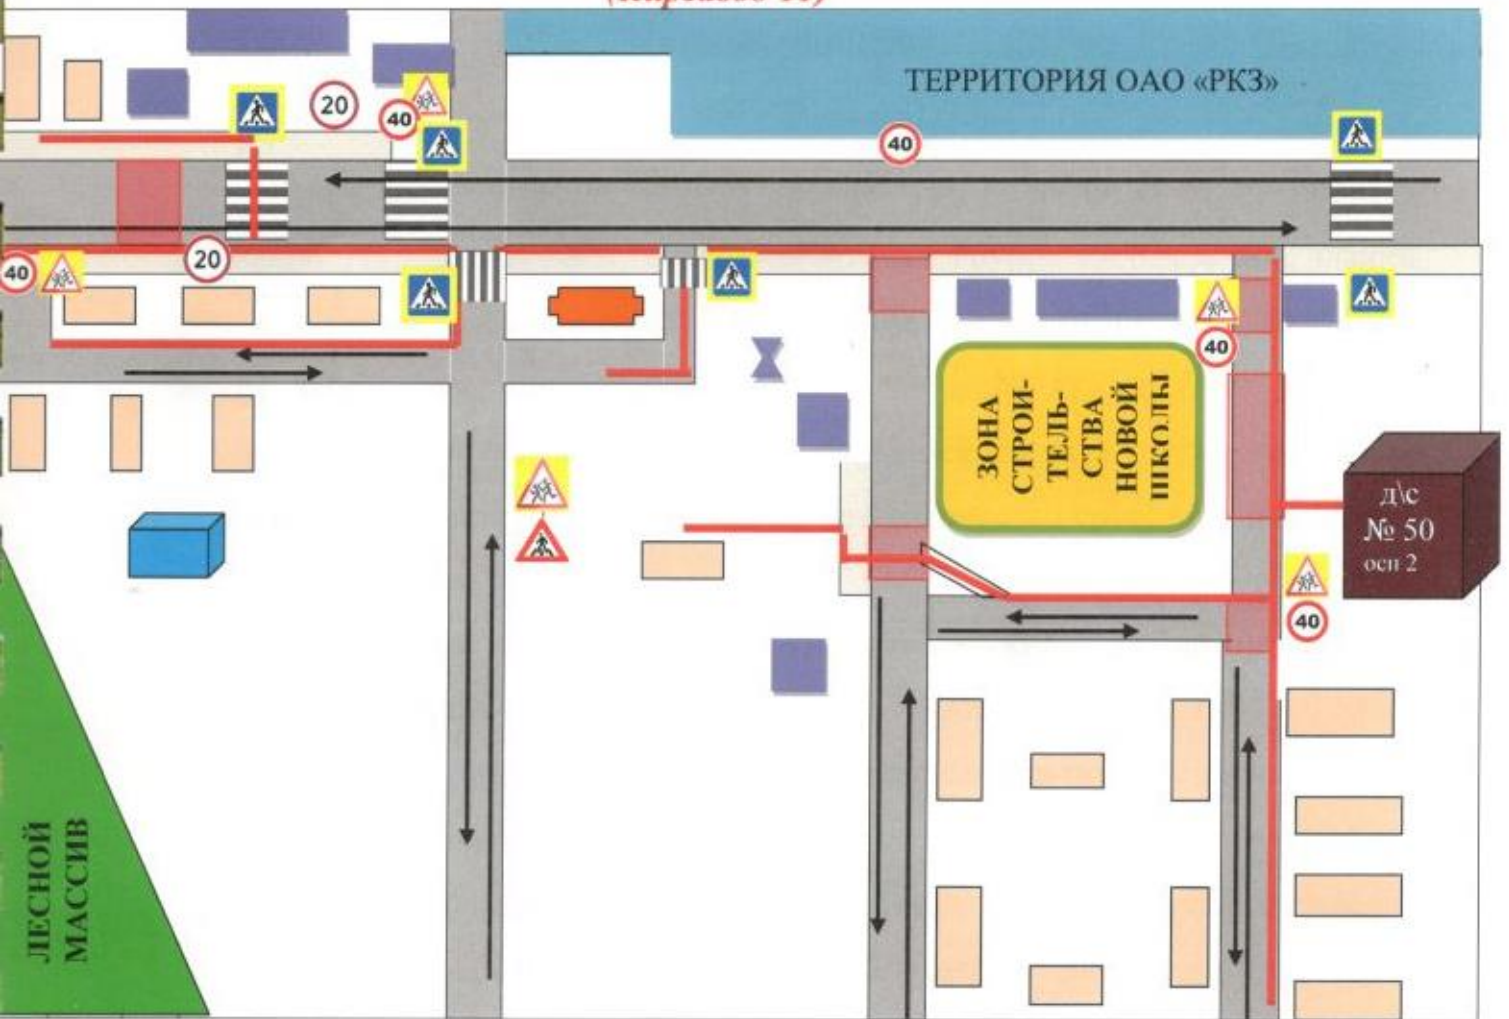 ТЕРРИТОРИЯ ОАО «РКЗ»
20
40
40
40
20
40
ЗОНА
СТРОИ-
ТЕЛЬ-
СТВА
НОВОЙ
ШКОЛЫ
д\с
№ 50
осп 2
40
ЛЕСНОЙ
МАССИВ